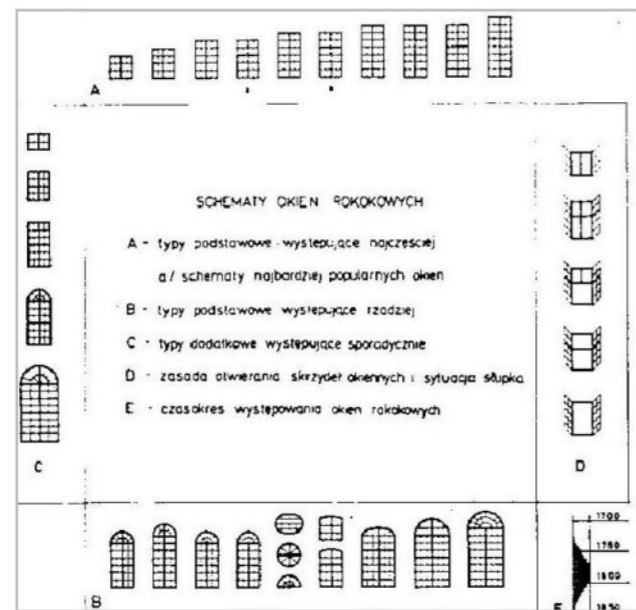 A
SCHEMATY OKIEN ROKOKOWYCH
A - typy podstawowe występujące najczęściej
a/ schematy najbardziej popularnych okien
B - typy podstawowe występujące rzadziej
C - typy dodatkowe występujące sporadycznie
D - zasada otwierania skrzydeł okiennych i sytuacja słupka
E - czasokres występowania okien rokokowych
C
D
B
E
1700
1750
1800
1850